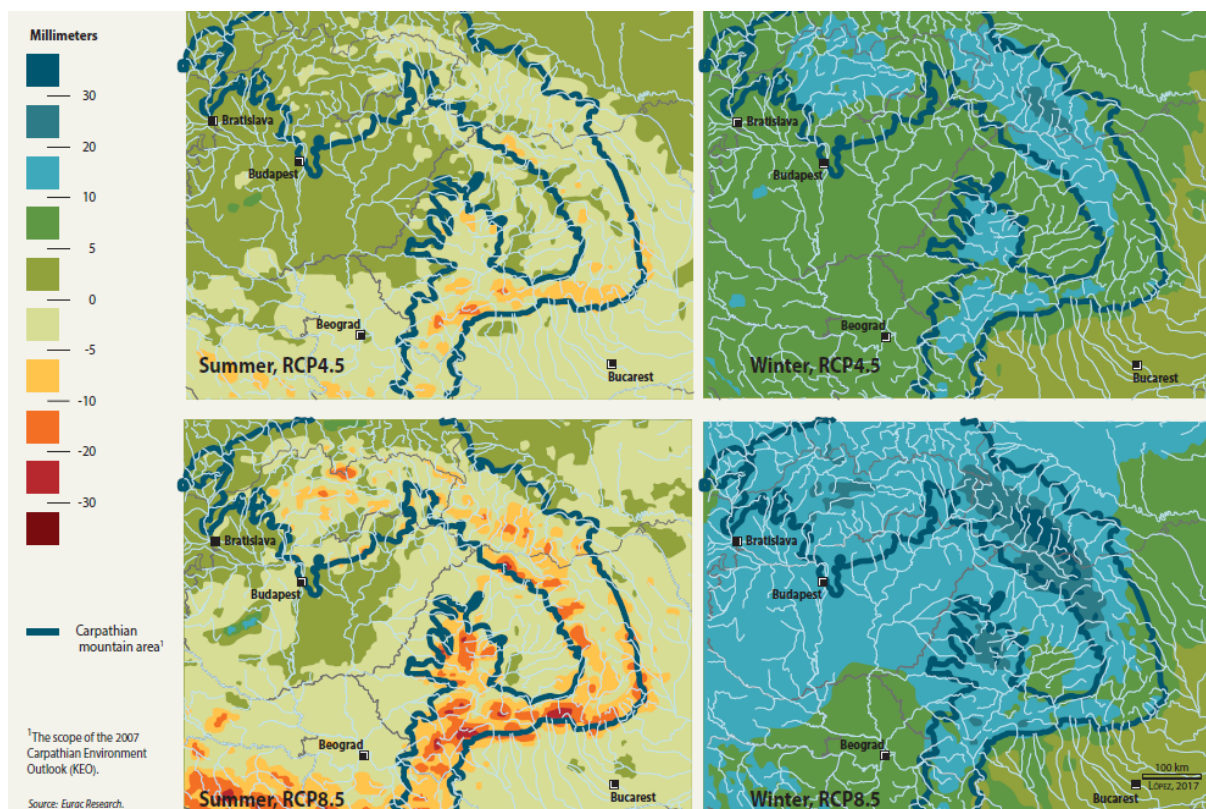 Millimeters
30
20
10
5
0
-5
-10
-20
-30
Carpathian
mountain area¹
¹The scope of the 2007
Carpathian Environment
Outlook (KEO).
Source: Eurac Research.
Bratislava
Budapest
Beograd
Summer, RCP4.5
Bucarest
Bratislava
Budapest
Beograd
Winter, RCP4.5
Bucarest
Bratislava
Budapest
Beograd
Summer, RCP8.5
Bucarest
Bratislava
Budapest
Beograd
100 km
López, 2017
Winter, RCP8.5
Bucarest